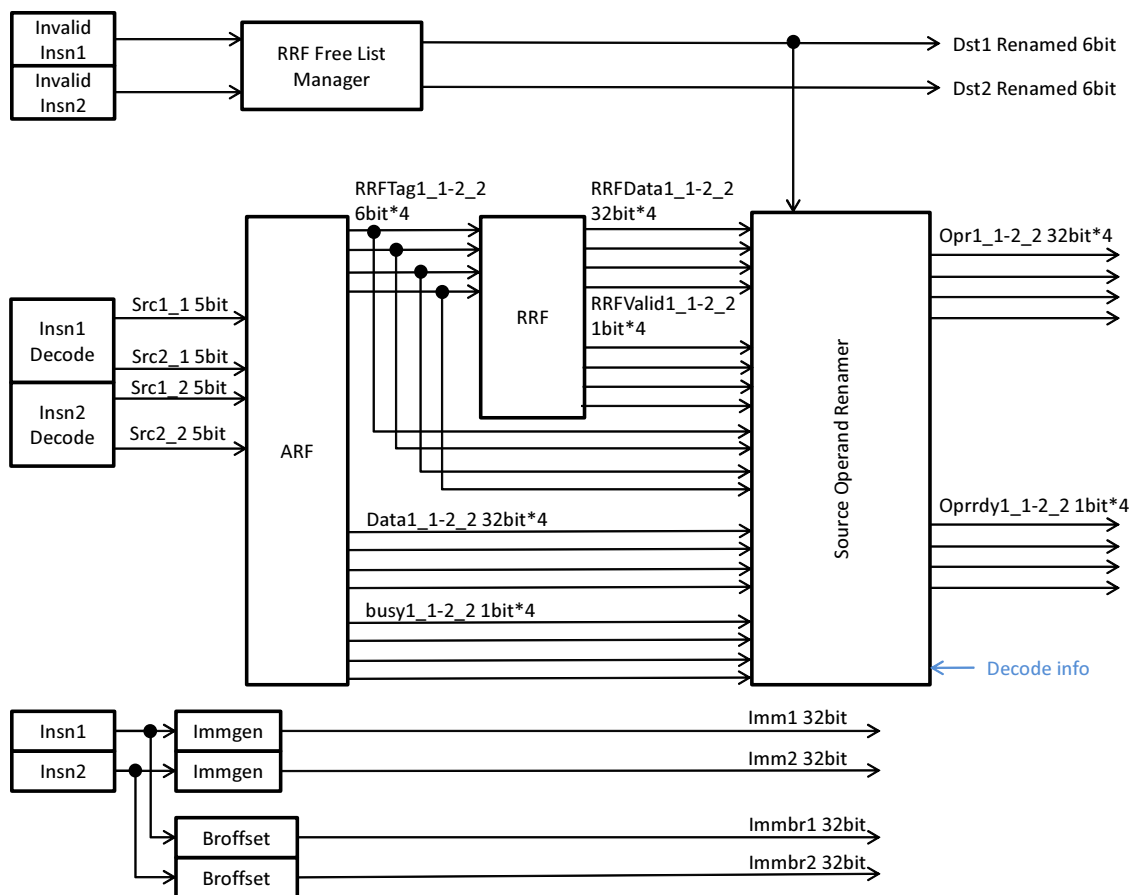 Invalid
Insn1
Invalid
Insn2
RRF Free List
Manager
Dst1 Renamed 6bit
Dst2 Renamed 6bit
RRFTag1_1-2_2
6bit*4
RRFData1_1-2_2
32bit*4
RRFValid1_1-2_2
1bit*4
RRF
Opr1_1-2_2 32bit*4
Insn1
Decode
Insn2
Decode
Src1_1 5bit
Src2_1 5bit
Src1_2 5bit
Src2_2 5bit
ARF
Source Operand Renamer
Data1_1-2_2 32bit*4
Oprrdy1_1-2_2 1bit*4
busy1_1-2_2 1bit*4
Decode info
Insn1
Insn2
Immgen
Immgen
Imm1 32bit
Imm2 32bit
Broffset
Broffset
Immbr1 32bit
Immbr2 32bit